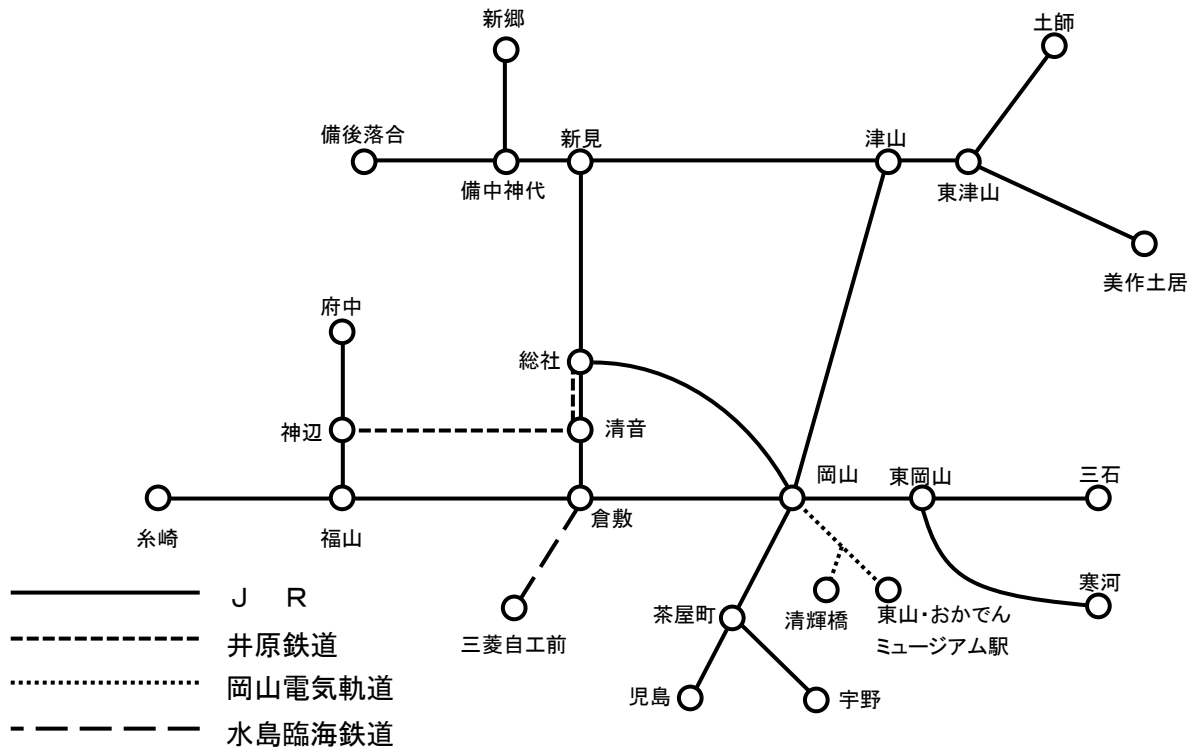 新郷
土師
備後落合
新見
津山
備中神代
東津山
美作土居
府中
総社
神辺
清音
岡山
東岡山
三石
糸崎
福山
倉敷
寒河
茶屋町
清輝橋
東山・おかでん
ミュージアム駅
三菱自工前
児島
宇野
J R
井原鉄道
岡山電気軌道
水島臨海鉄道